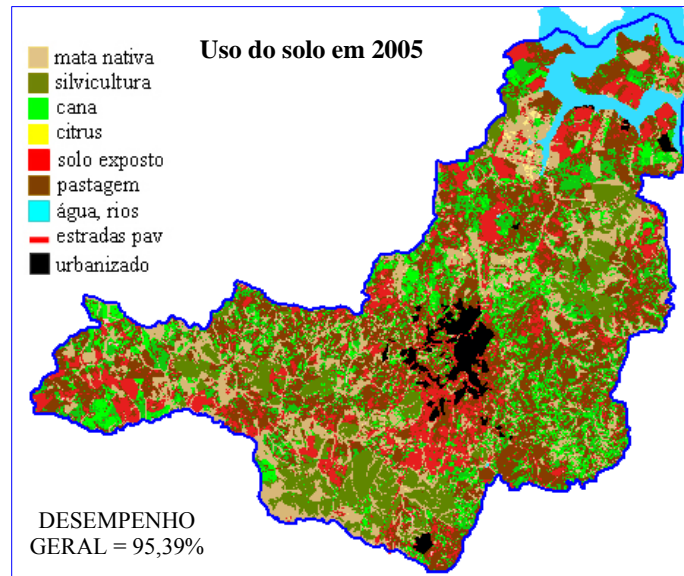 Uso do solo em 2005
mata nativa
silvicultura
cana
citrus
solo exposto
pastagem
água, rios
estradas pav
urbanizado
DESEMPENHO
GERAL = 95,39%